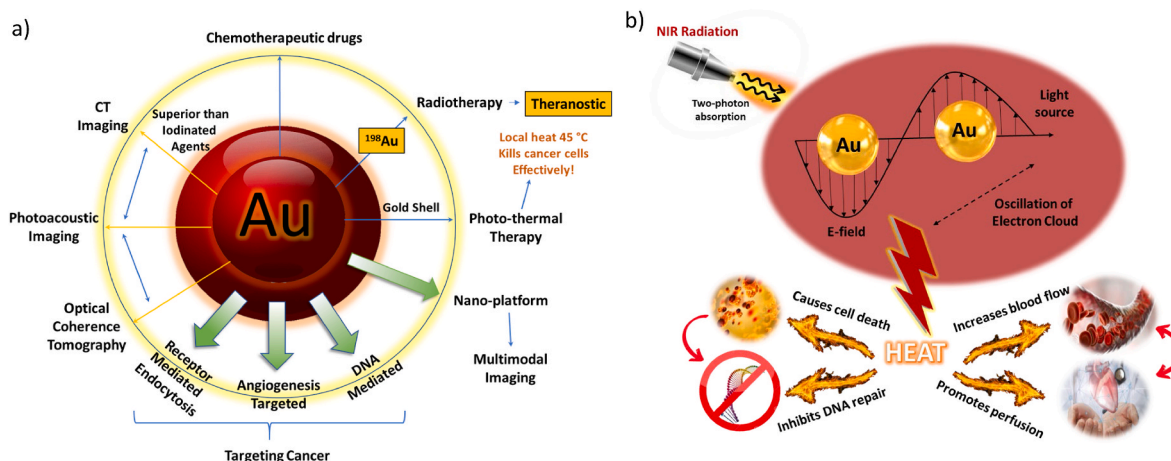 a)
Chemotherapeutic drugs
CT
Imaging
Superior than
Iodinated
Agents
Radiotherapy
Theranostic
198Au
Local heat 45 °C
Kills cancer cells
Effectively!
Au
Gold Shell
Photoacoustic
Imaging
Photo-thermal
Therapy
Optical
Coherence
Tomography
Nano-platform
Multimodal
Imaging
Receptor
Mediated
Endocytosis
Angiogenesis
Targeted
DNA
Mediated
Targeting Cancer
b)
NIR Radiation
Two-photon
absorption
Light
source
Au
Au
E-field
Oscillation of
Electron Cloud
Causes cell death
Increases blood flow
HEAT
Inhibits DNA repair
Promotes perfusion